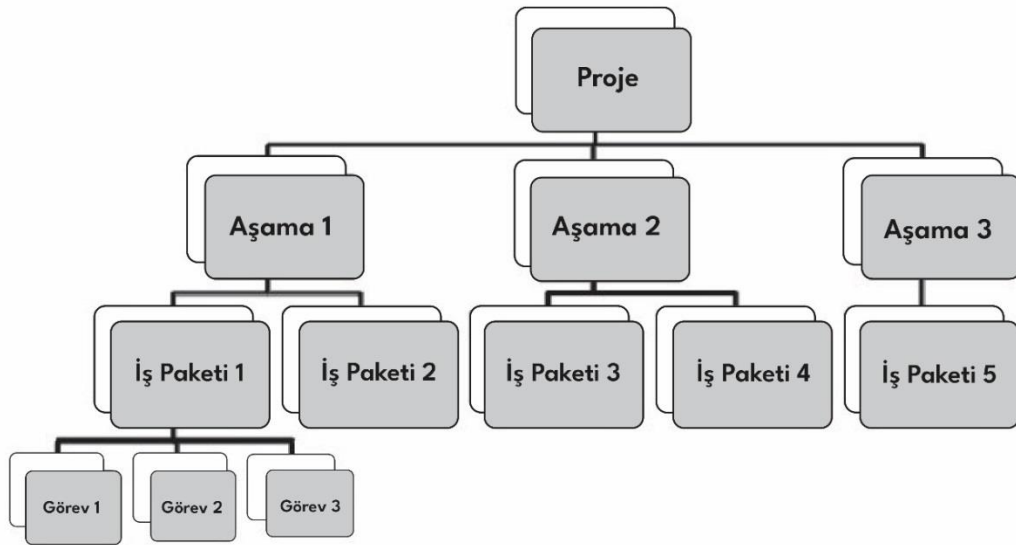 Proje
Aşama 1
Aşama 2
Aşama 3
İş Paketi 1
İş Paketi 2
İş Paketi 3
İş Paketi 4
İş Paketi 5
Görev 1
Görev 2
Görev 3